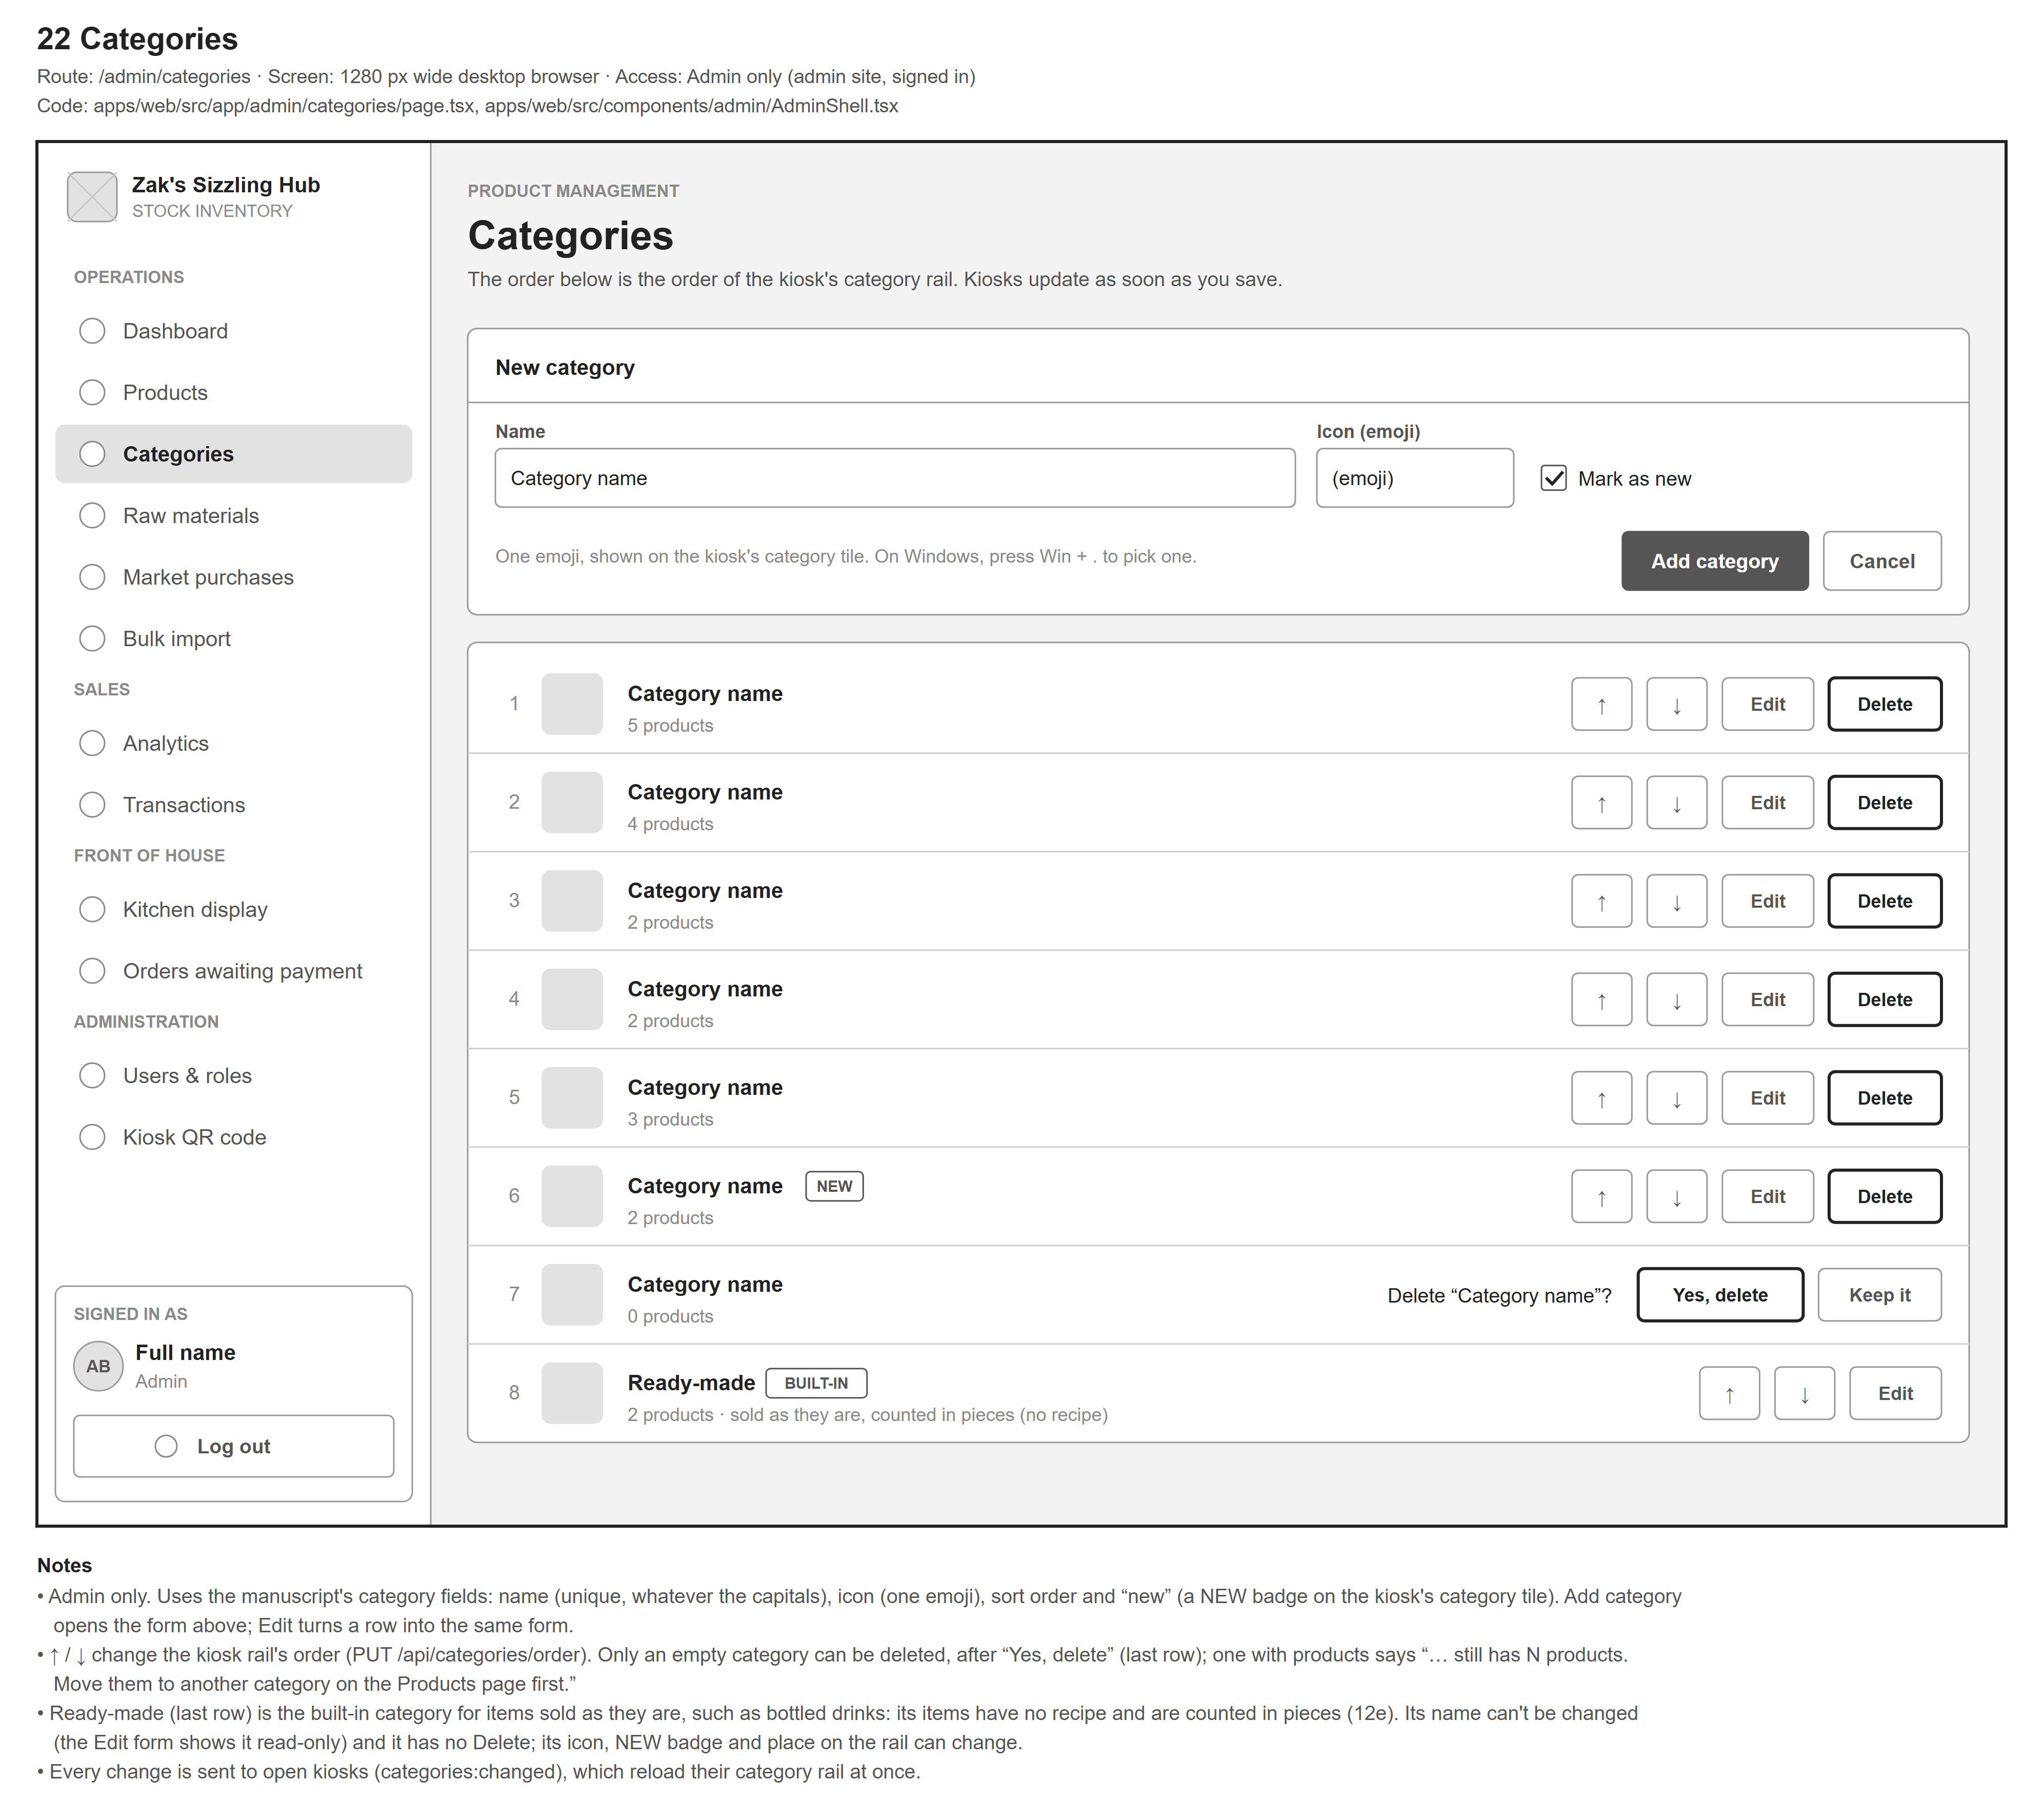 22 Categories
Route: /admin/categories · Screen: 1280 px wide desktop browser · Access: Admin only (admin site, signed in)
Code: apps/web/src/app/admin/categories/page.tsx, apps/web/src/components/admin/AdminShell.tsx
Zak's Sizzling Hub
STOCK INVENTORY
OPERATIONS
Dashboard
Products
Categories
Raw materials
Market purchases
Bulk import
SALES
Analytics
Transactions
FRONT OF HOUSE
Kitchen display
Orders awaiting payment
ADMINISTRATION
Users & roles
Kiosk QR code
SIGNED IN AS
AB
Full name
Admin
Log out
PRODUCT MANAGEMENT
Categories
The order below is the order of the kiosk's category rail. Kiosks update as soon as you save.
New category
Name
Icon (emoji)
Category name
(emoji)
Mark as new
One emoji, shown on the kiosk's category tile. On Windows, press Win + . to pick one.
Add category
Cancel
1
Category name
5 products
↑ ↓ Edit Delete
2
Category name
4 products
↑ ↓ Edit Delete
3
Category name
2 products
↑ ↓ Edit Delete
4
Category name
2 products
↑ ↓ Edit Delete
5
Category name
3 products
↑ ↓ Edit Delete
6
Category name NEW
2 products
↑ ↓ Edit Delete
7
Category name
0 products
Delete “Category name”? Yes, delete Keep it
8
Ready-made BUILT-IN
2 products · sold as they are, counted in pieces (no recipe)
↑ ↓ Edit
Notes
• Admin only. Uses the manuscript's category fields: name (unique, whatever the capitals), icon (one emoji), sort order and “new” (a NEW badge on the kiosk's category tile). Add category
opens the form above; Edit turns a row into the same form.
• ↑ / ↓ change the kiosk rail's order (PUT /api/categories/order). Only an empty category can be deleted, after “Yes, delete” (last row); one with products says “… still has N products.
Move them to another category on the Products page first.”
• Ready-made (last row) is the built-in category for items sold as they are, such as bottled drinks: its items have no recipe and are counted in pieces (12e). Its name can't be changed
(the Edit form shows it read-only) and it has no Delete; its icon, NEW badge and place on the rail can change.
• Every change is sent to open kiosks (categories:changed), which reload their category rail at once.